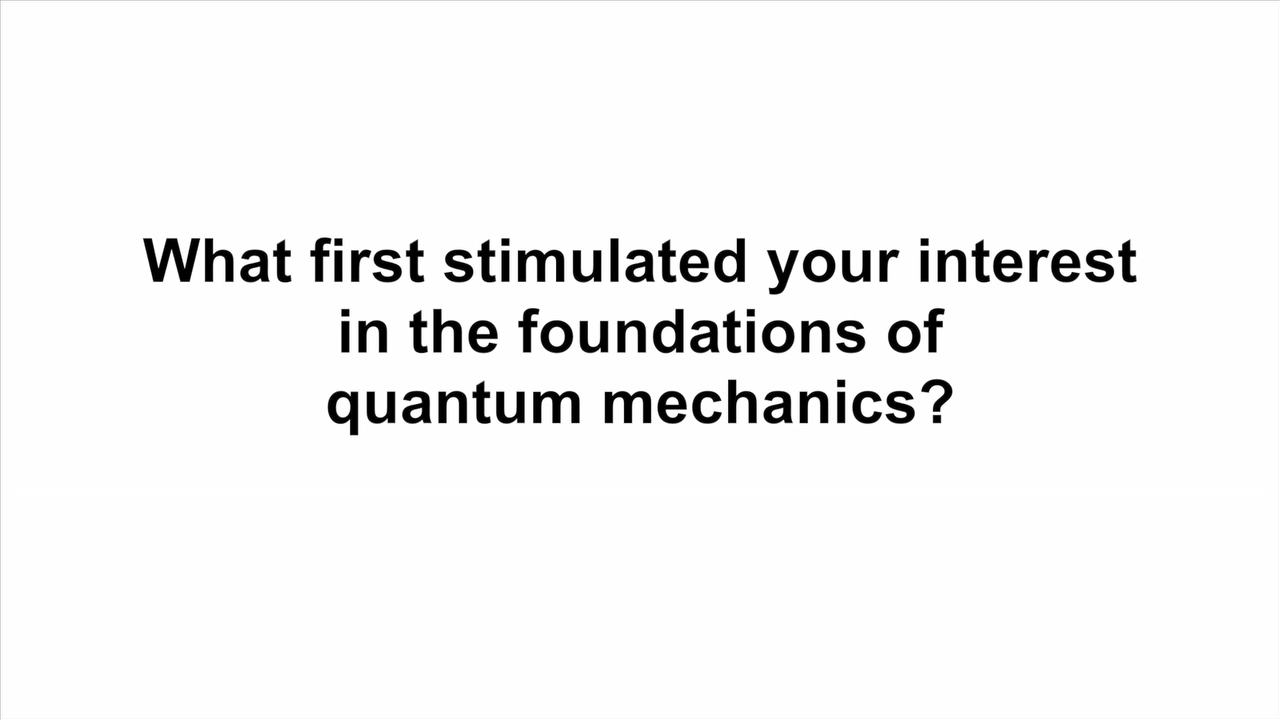 What first stimulated your interest
in the foundations of
quantum mechanics?